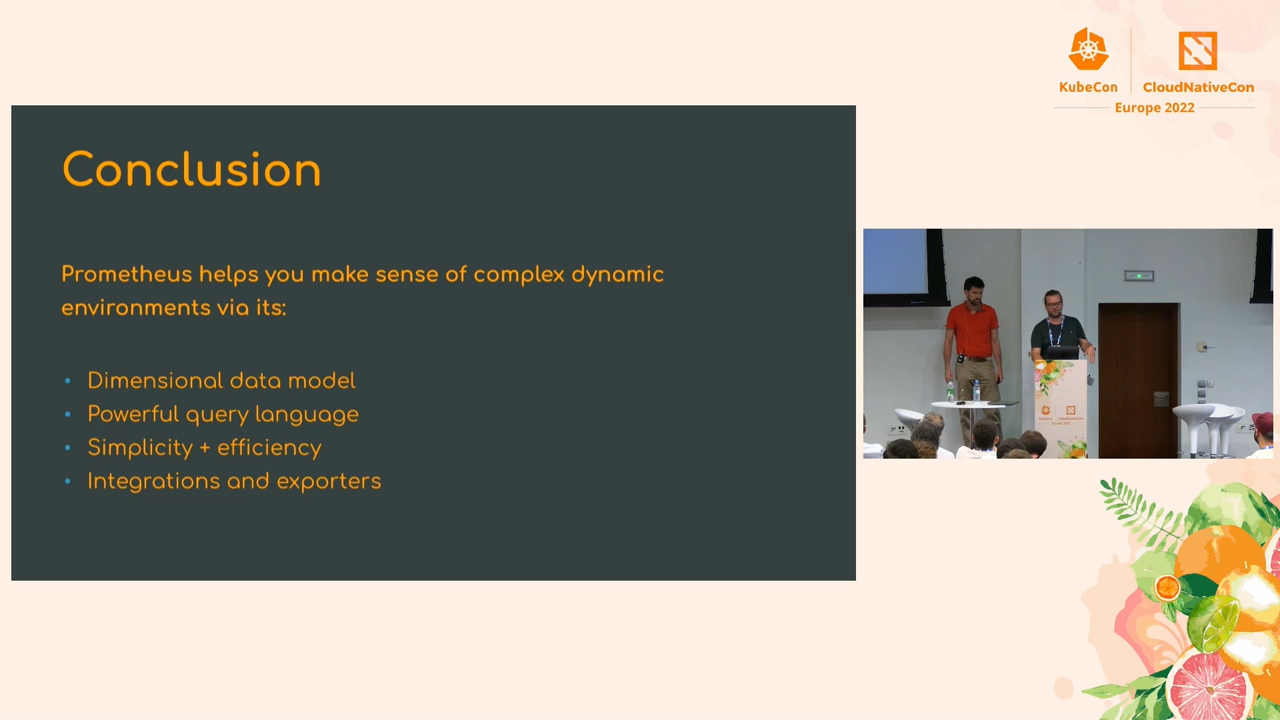 KubeCon
CloudNativeCon
Europe 2022
Conclusion
Prometheus helps you make sense of complex dynamic
environments via its:
• Dimensional data model
• Powerful query language
• Simplicity + efficiency
• Integrations and exporters